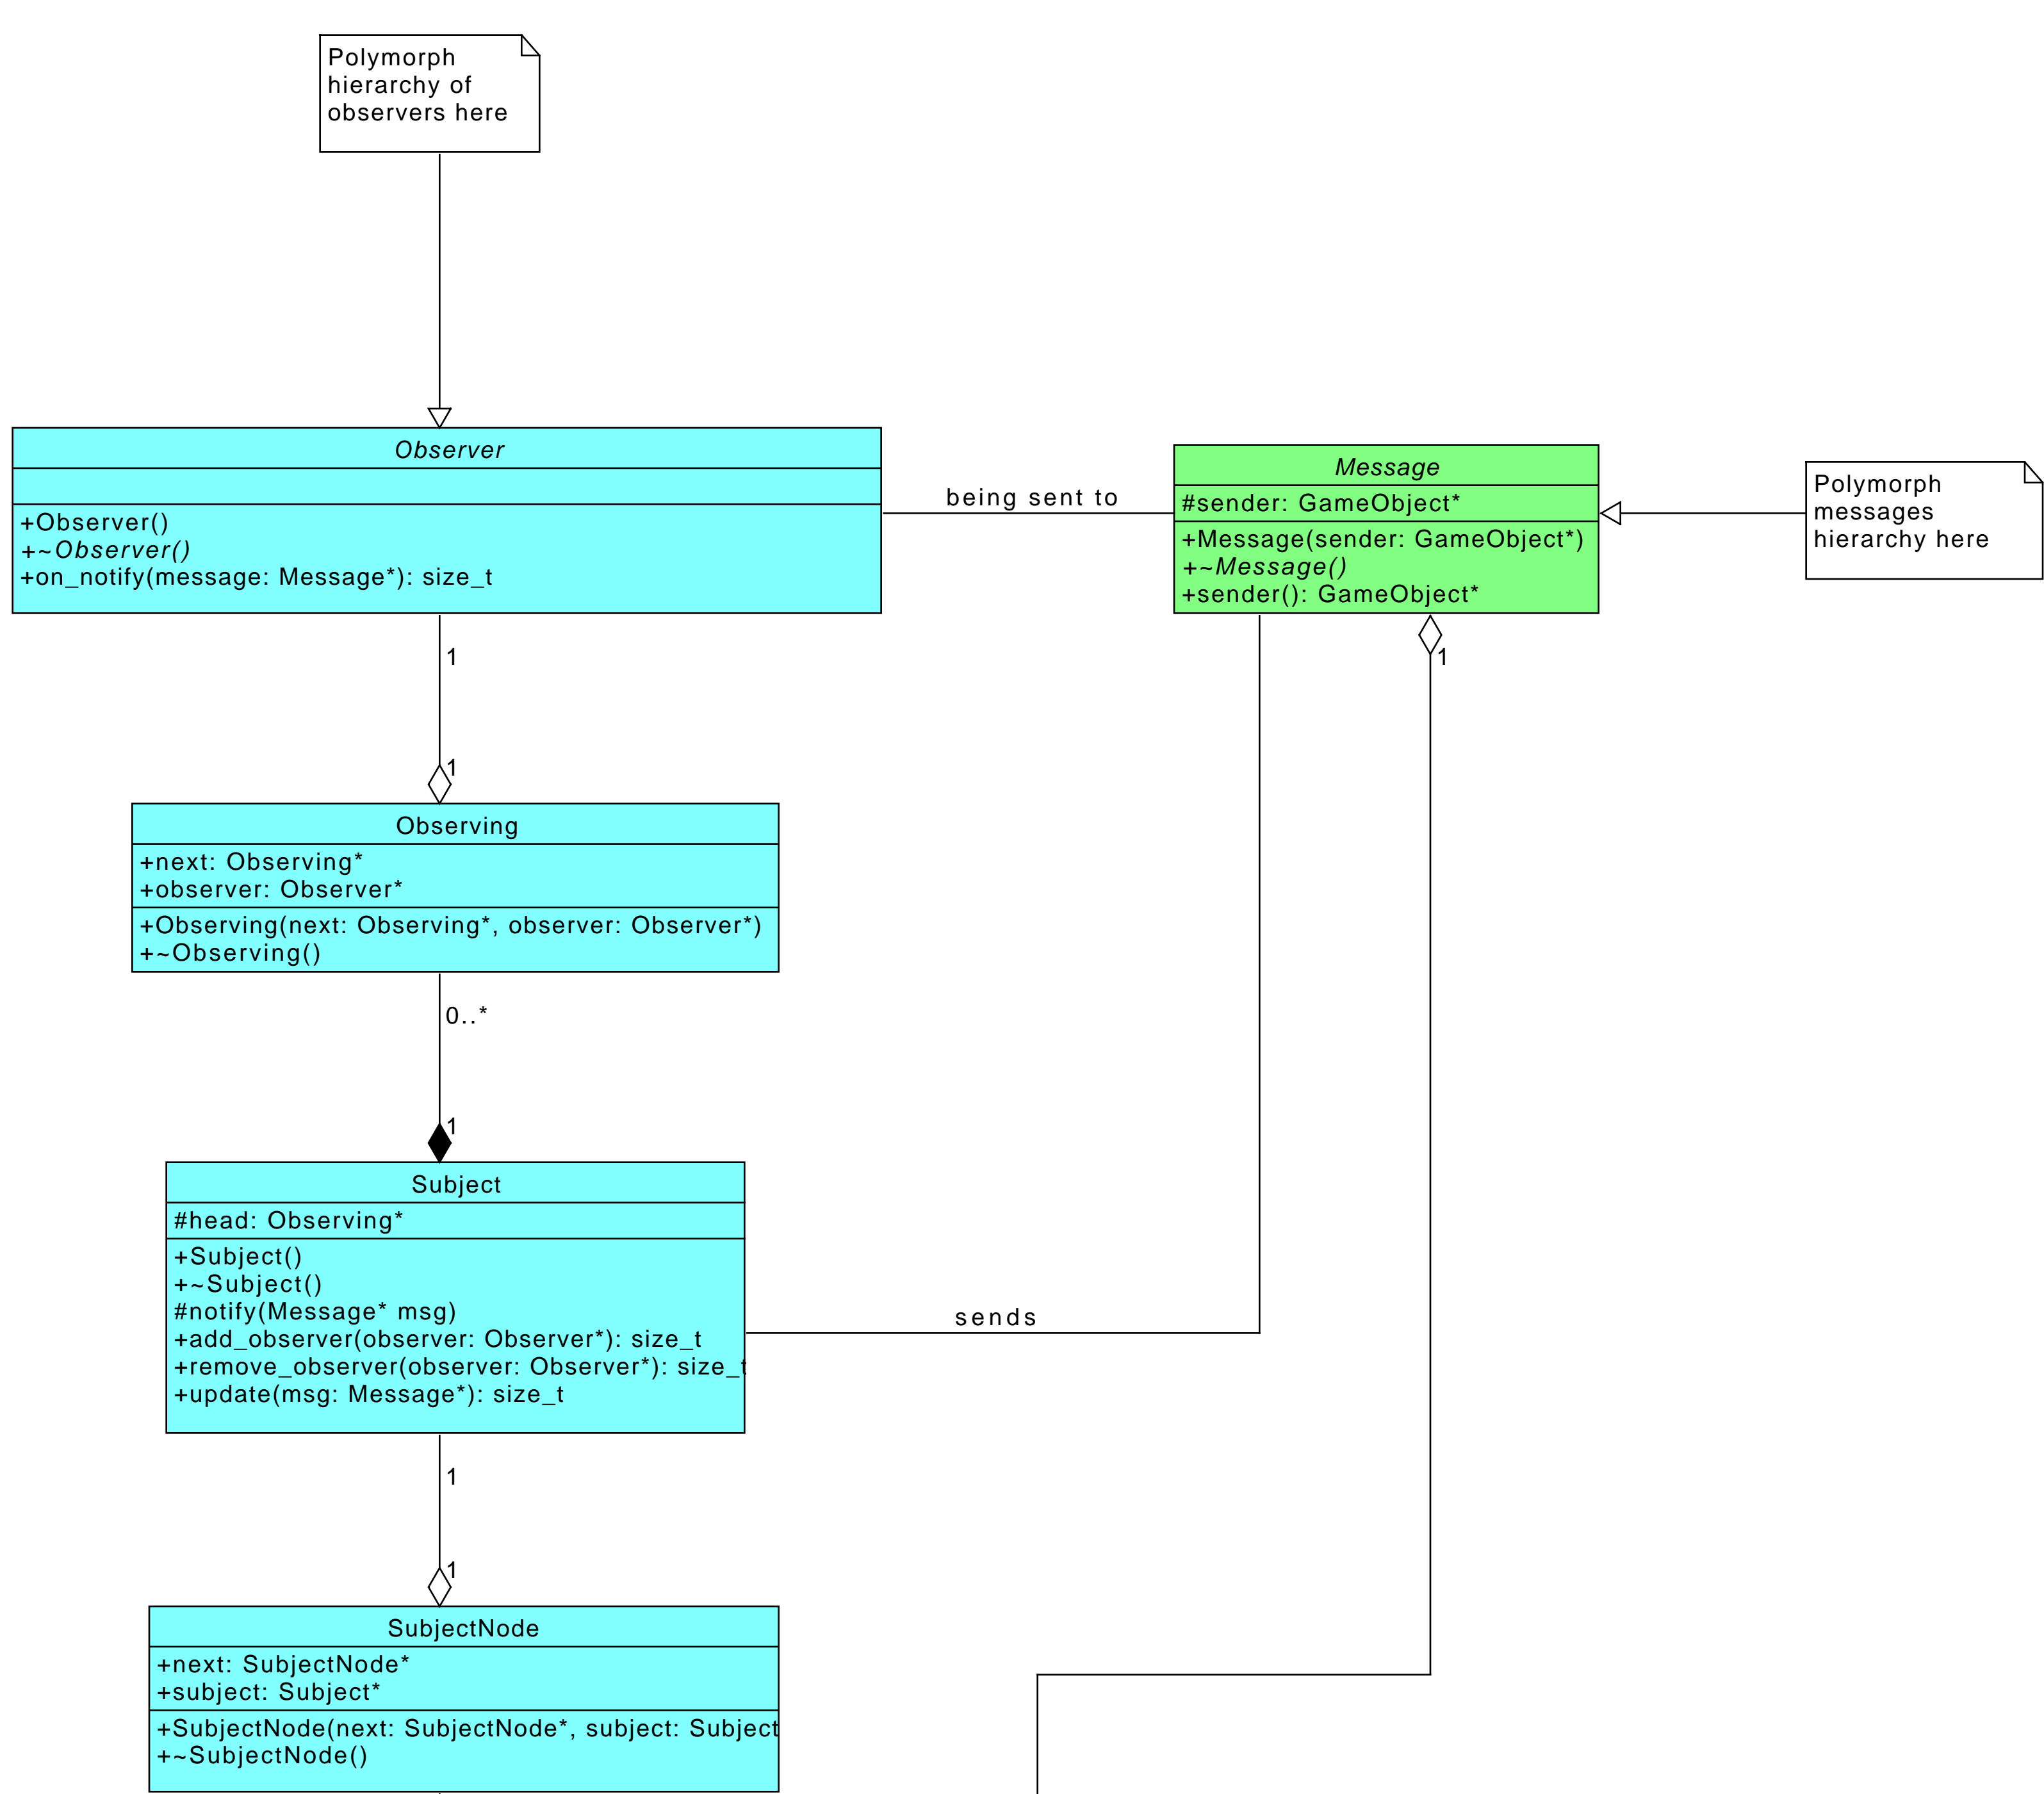 Polymorph
hierarchy of
observers here
Observer
+Observer()
+~Observer()
+on_notify(message: Message*): size_t
being sent to
Message
#sender: GameObject*
+Message(sender: GameObject*)
+~Message()
+sender(): GameObject*
Polymorph
messages
hierarchy here
1
1
1
Observing
+next: Observing*
+observer: Observer*
+Observing(next: Observing*, observer: Observer*)
+~Observing()
0..*
1
Subject
#head: Observing*
+Subject()
+~Subject()
#notify(Message* msg)
+add_observer(observer: Observer*): size_t
+remove_observer(observer: Observer*): size_t
+update(msg: Message*): size_t
sends
1
1
SubjectNode
+next: SubjectNode*
+subject: Subject*
+SubjectNode(next: SubjectNode*, subject: Subject
+~SubjectNode()